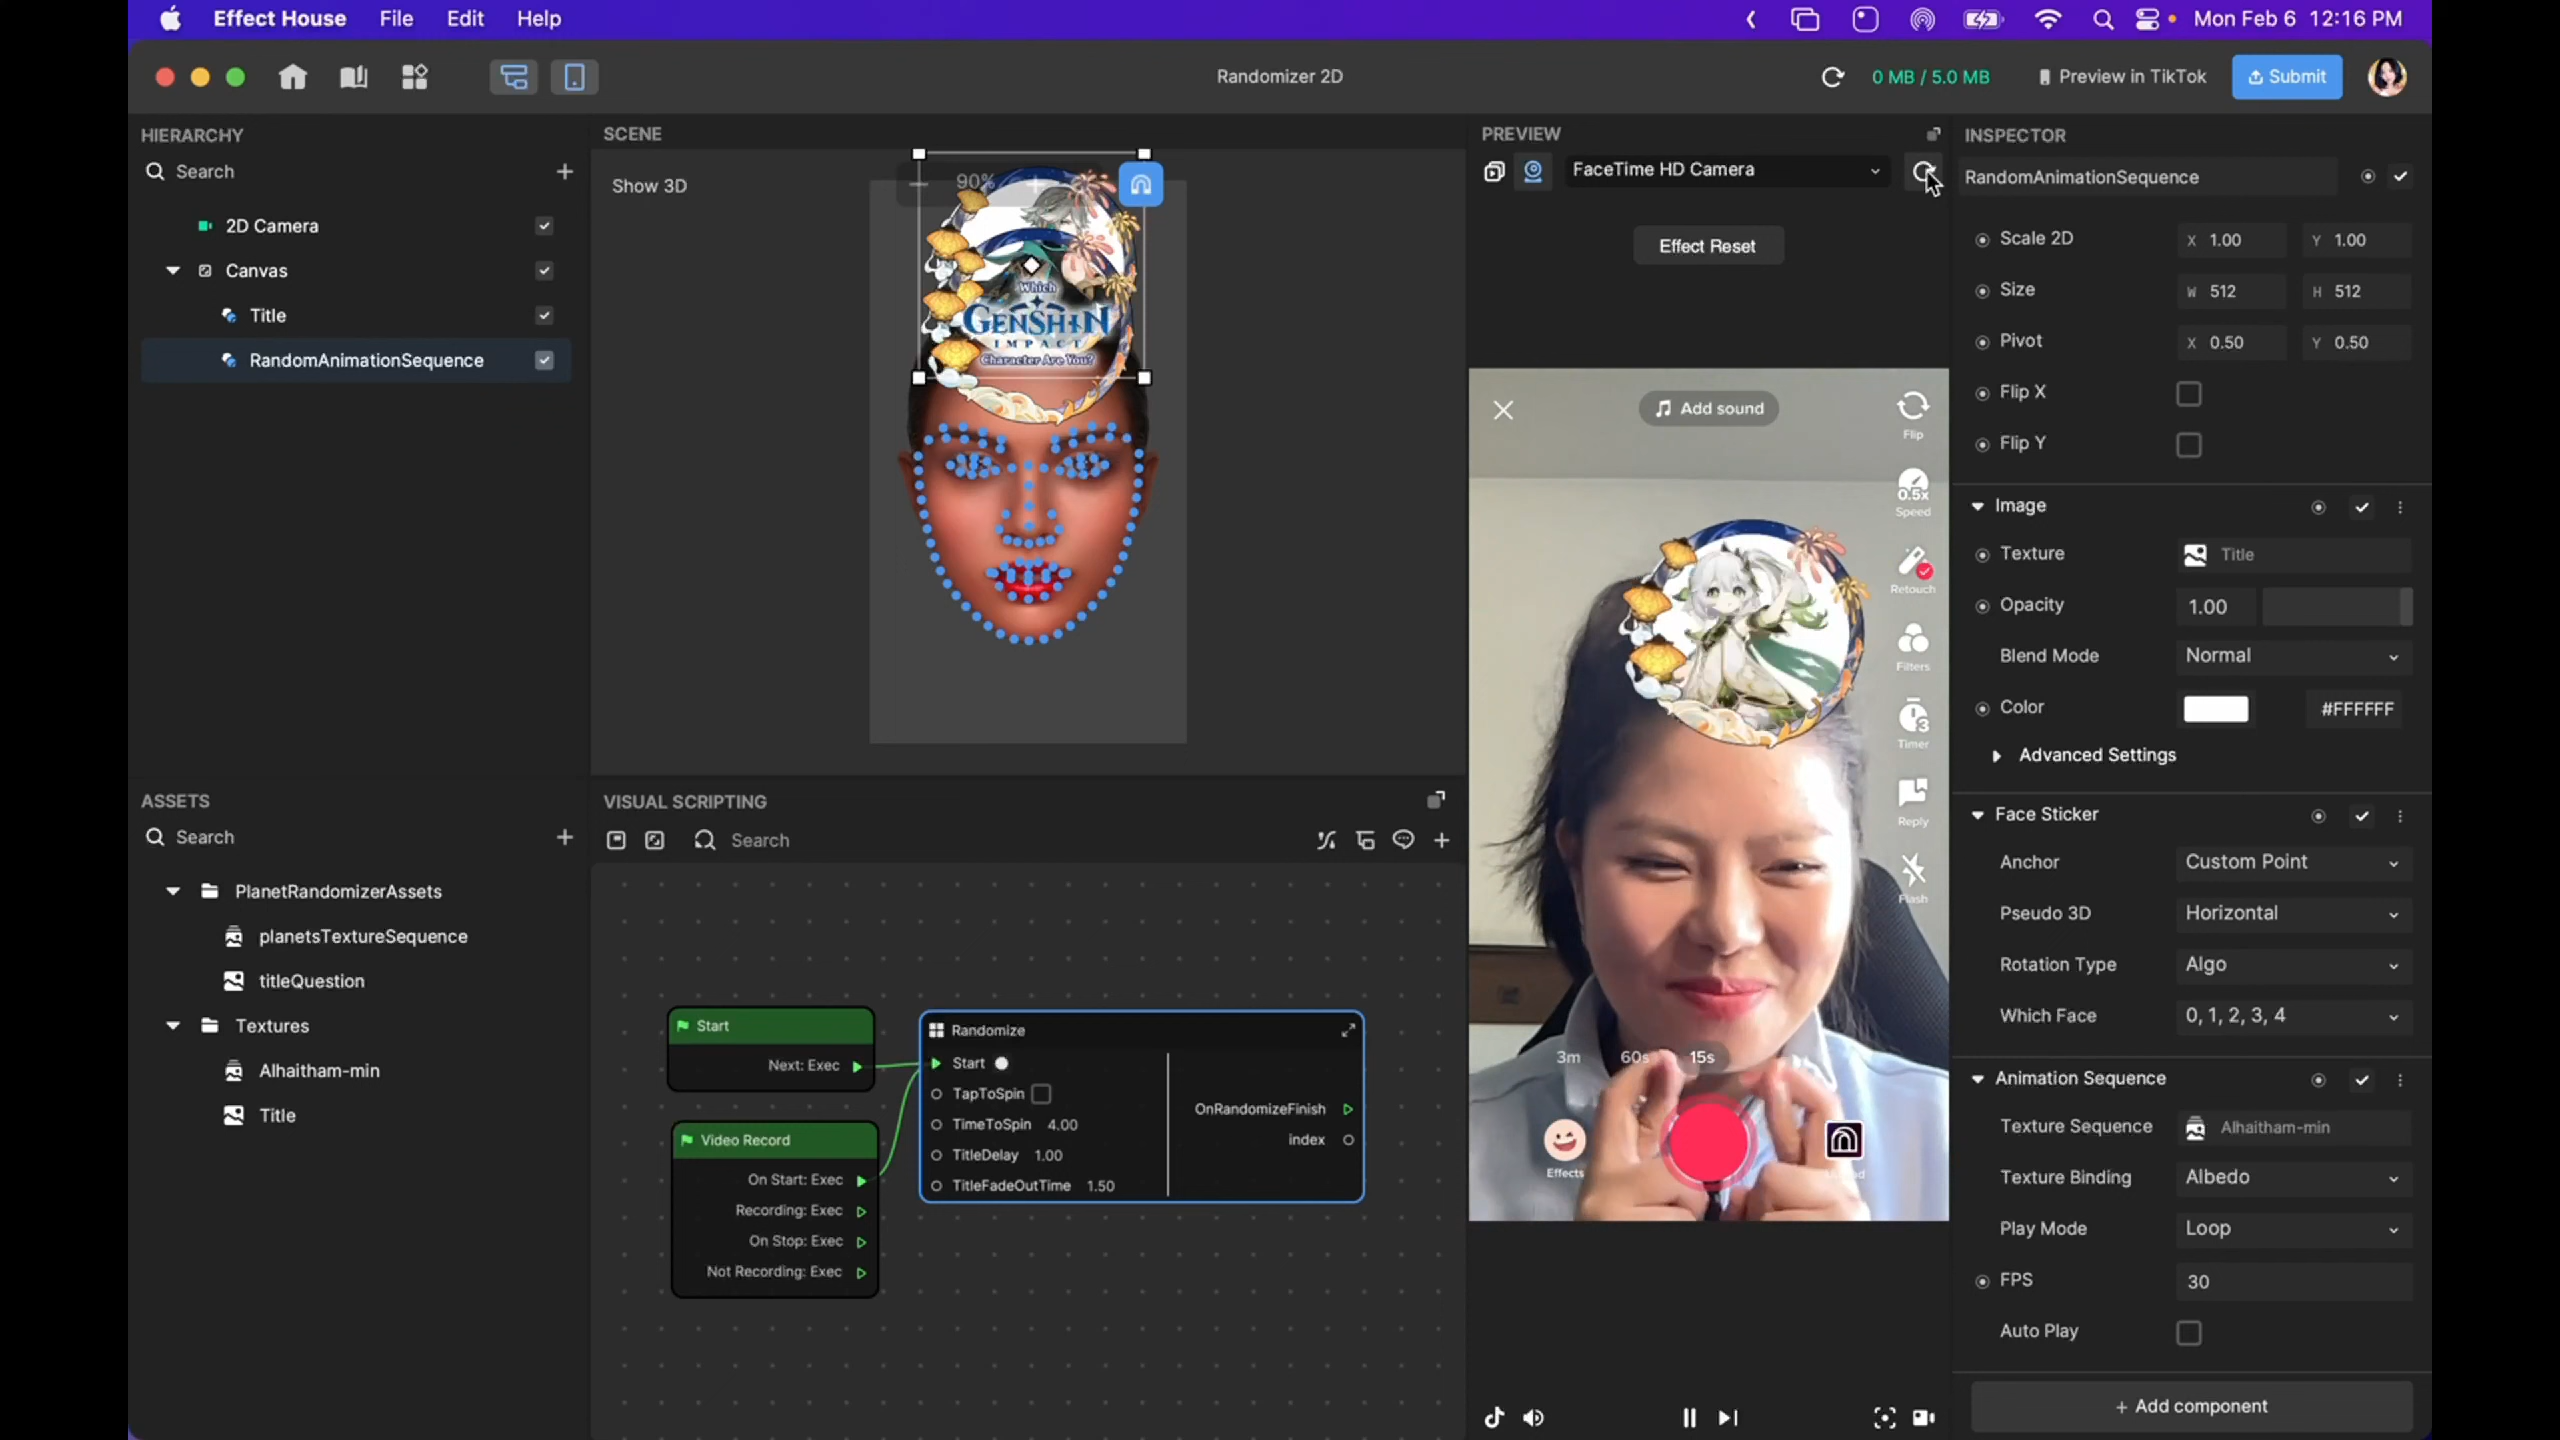 Effect House File Edit Help
Mon Feb 6 12:16 PM
Randomizer 2D
0 MB / 5.0 MB
Preview in TikTok
Submit
HIERARCHY
Search
2D Camera
Canvas
Title
RandomAnimationSequence
SCENE
Show 3D
90%
Which
GENSHIN
IMPACT
Character Are You?
PREVIEW
FaceTime HD Camera
Effect Reset
Add sound
Flip
0.5x
Speed
Retouch
Filters
3
Timer
Reply
Flash
3m 60s 15s
Effects
INSPECTOR
RandomAnimationSequence
Scale 2D X 1.00 Y 1.00
Size W 512 H 512
Pivot X 0.50 Y 0.50
Flip X
Flip Y
Image
Texture Title
Opacity 1.00
Blend Mode Normal
Color #FFFFFF
Advanced Settings
Face Sticker
Anchor Custom Point
Pseudo 3D Horizontal
Rotation Type Algo
Which Face 0, 1, 2, 3, 4
Animation Sequence
Texture Sequence Alhaitham-min
Texture Binding Albedo
Play Mode Loop
FPS 30
Auto Play
+ Add component
ASSETS
Search
PlanetRandomizerAssets
planetsTextureSequence
titleQuestion
Textures
Alhaitham-min
Title
VISUAL SCRIPTING
Search
Start
Next: Exec
Video Record
On Start: Exec
Recording: Exec
On Stop: Exec
Not Recording: Exec
Randomize
Start
TapToSpin
TimeToSpin 4.00
TitleDelay 1.00
TitleFadeOutTime 1.50
OnRandomizeFinish
index